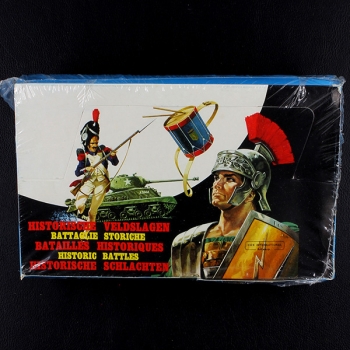 HISTORISCHE VELDSLAGEN
BATTAGLIE STORICHE
BATAILLES HISTORIQUES
HISTORIC BATTLES
HISTORISCHE SCHLACHTEN